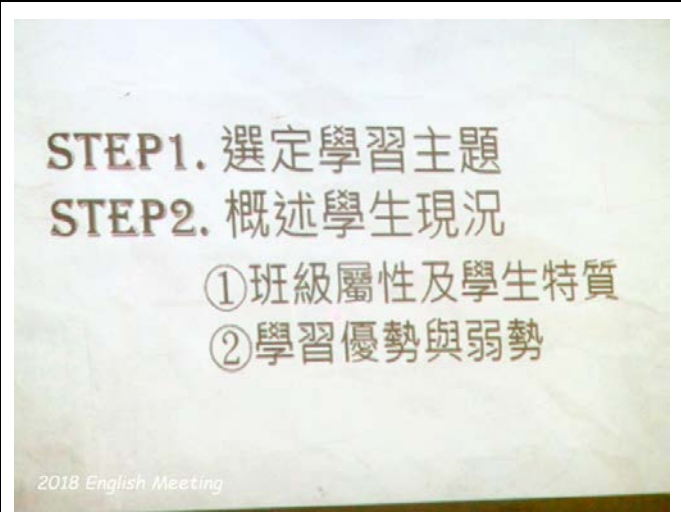 STEP1. 選定學習主題
STEP2. 概述學生現況
①班級屬性及學生特質
②學習優勢與弱勢
2018 English Meeting